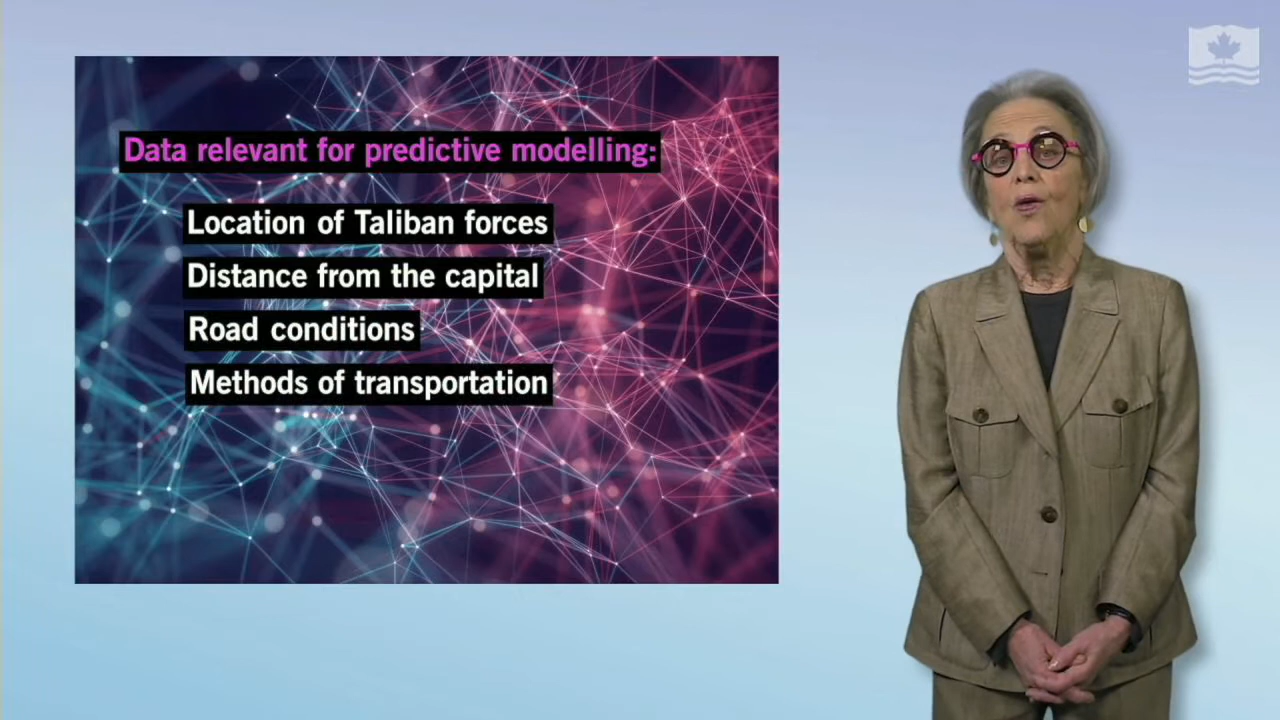 Data relevant for predictive modelling:
Location of Taliban forces
Distance from the capital
Road conditions
Methods of transportation